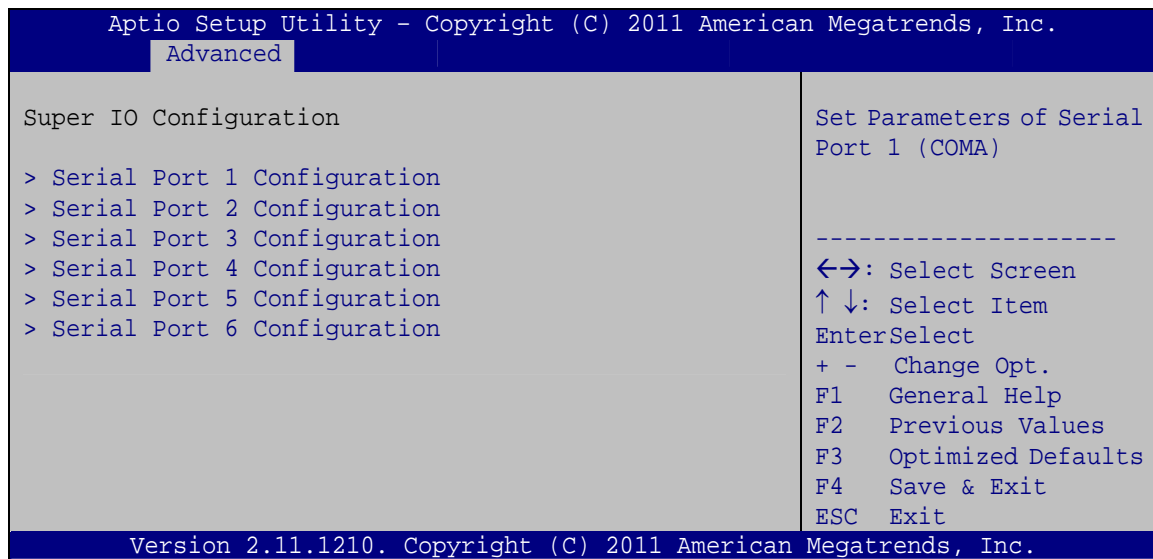 Aptio Setup Utility – Copyright (C) 2011 American Megatrends, Inc.
Advanced
Super IO Configuration
> Serial Port 1 Configuration
> Serial Port 2 Configuration
> Serial Port 3 Configuration
> Serial Port 4 Configuration
> Serial Port 5 Configuration
> Serial Port 6 Configuration
Set Parameters of Serial
Port 1 (COMA)
---------------------
←→: Select Screen
↑ ↓: Select Item
EnterSelect
+ - Change Opt.
F1 General Help
F2 Previous Values
F3 Optimized Defaults
F4 Save & Exit
ESC Exit
Version 2.11.1210. Copyright (C) 2011 American Megatrends, Inc.